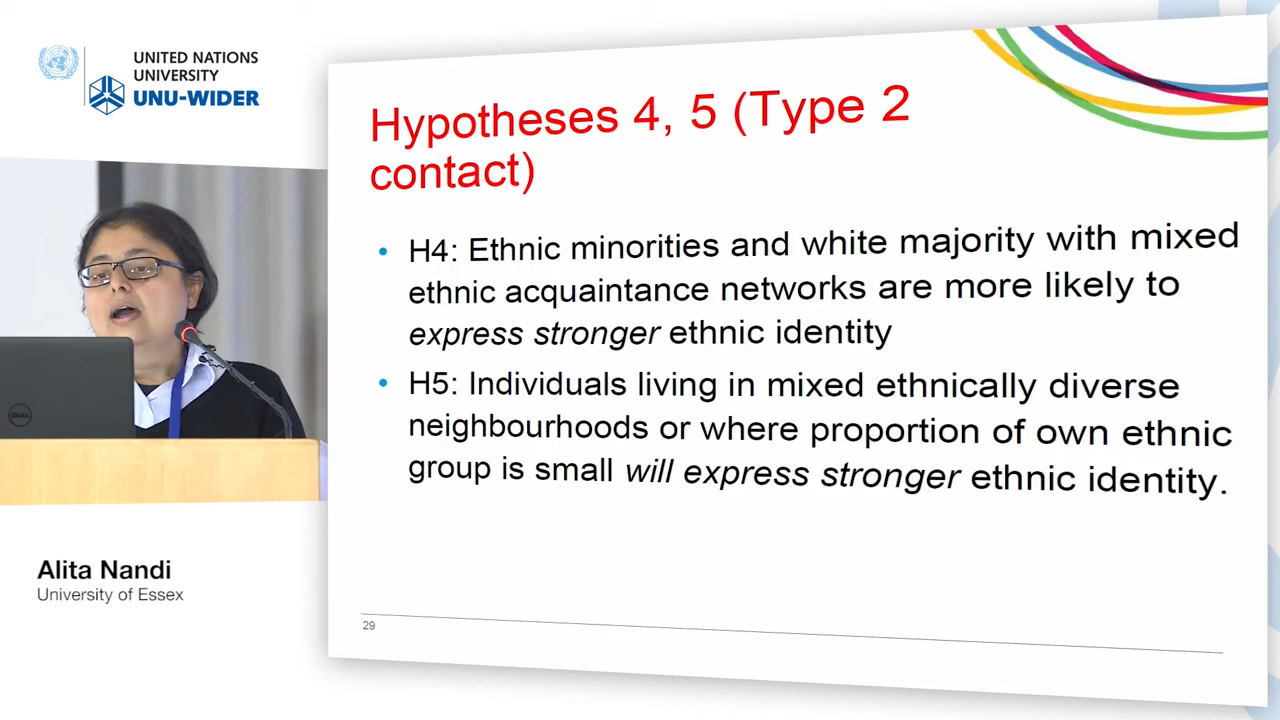 UNITED NATIONS
UNIVERSITY
UNU-WIDER
Hypotheses 4, 5 (Type 2
contact)
• H4: Ethnic minorities and white majority with mixed
ethnic acquaintance networks are more likely to
express stronger ethnic identity
• H5: Individuals living in mixed ethnically diverse
neighbourhoods or where proportion of own ethnic
group is small will express stronger ethnic identity.
29
DELL
Alita Nandi
University of Essex